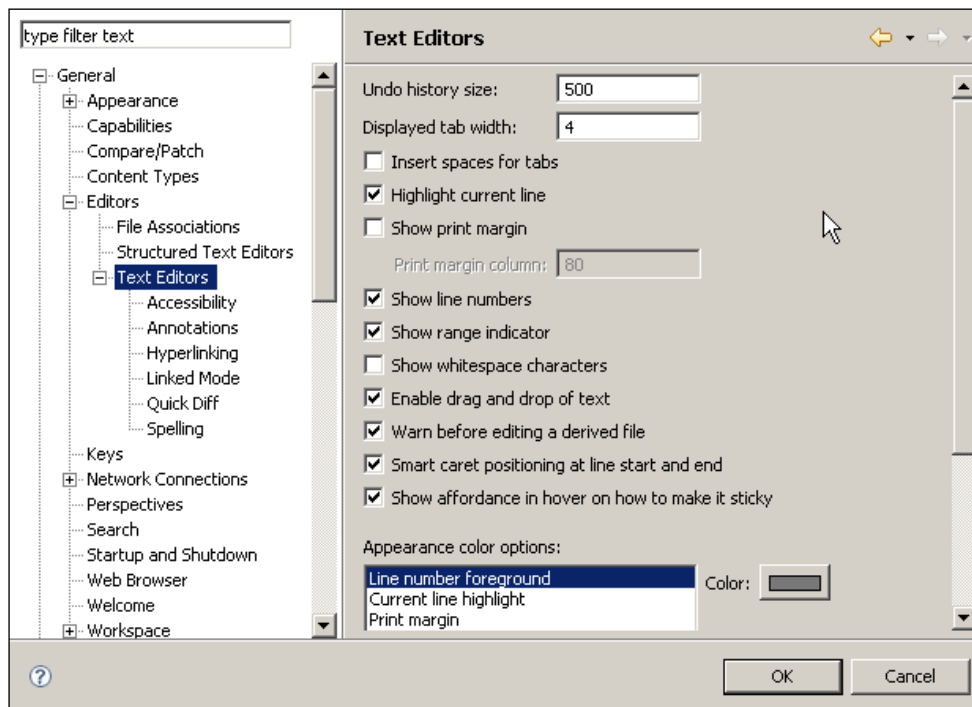 type filter text
General
Appearance
Capabilities
Compare/Patch
Content Types
Editors
File Associations
Structured Text Editors
Text Editors
Accessibility
Annotations
Hyperlinking
Linked Mode
Quick Diff
Spelling
Keys
Network Connections
Perspectives
Search
Startup and Shutdown
Web Browser
Welcome
Workspace
Text Editors
Undo history size: 500
Displayed tab width: 4
Insert spaces for tabs
Highlight current line
Show print margin
Print margin column: 80
Show line numbers
Show range indicator
Show whitespace characters
Enable drag and drop of text
Warn before editing a derived file
Smart caret positioning at line start and end
Show affordance in hover on how to make it sticky
Appearance color options:
Line number foreground
Current line highlight
Print margin
Color:
OK Cancel